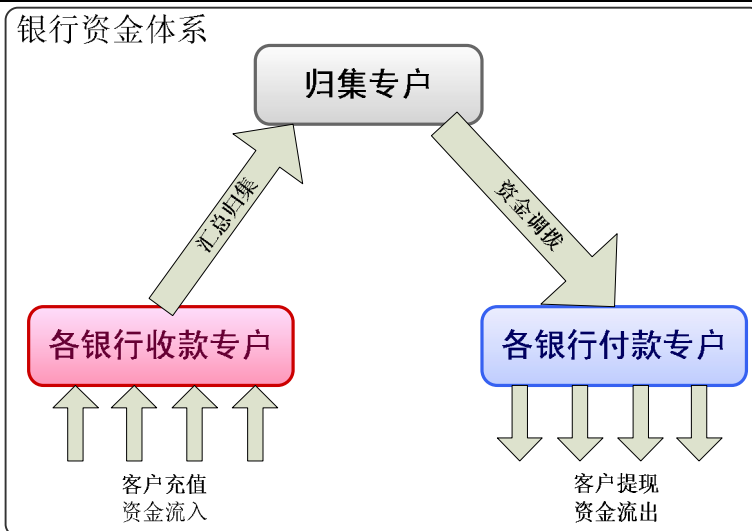 银行资金体系
归集专户
汇总归集
资金调拨
各银行收款专户
各银行付款专户
客户充值
资金流入
客户提现
资金流出